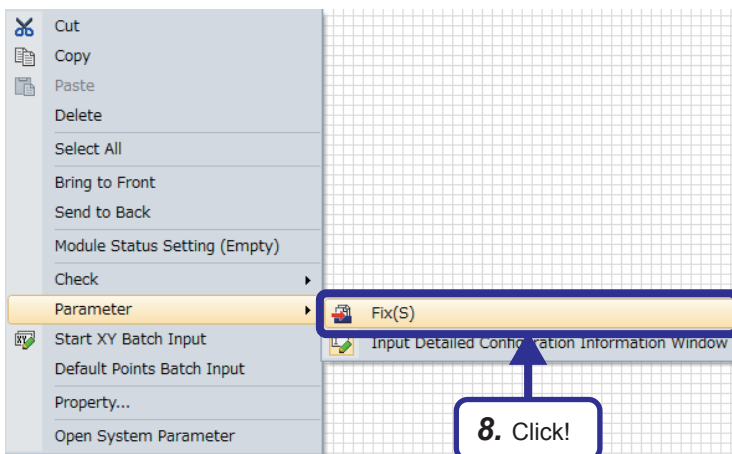 Cut
Copy
Paste
Delete
Select All
Bring to Front
Send to Back
Module Status Setting (Empty)
Check
Parameter
Fix(S)
Start XY Batch Input
Input Detailed Configuration Information Window
Default Points Batch Input
Property...
Open System Parameter
8. Click!